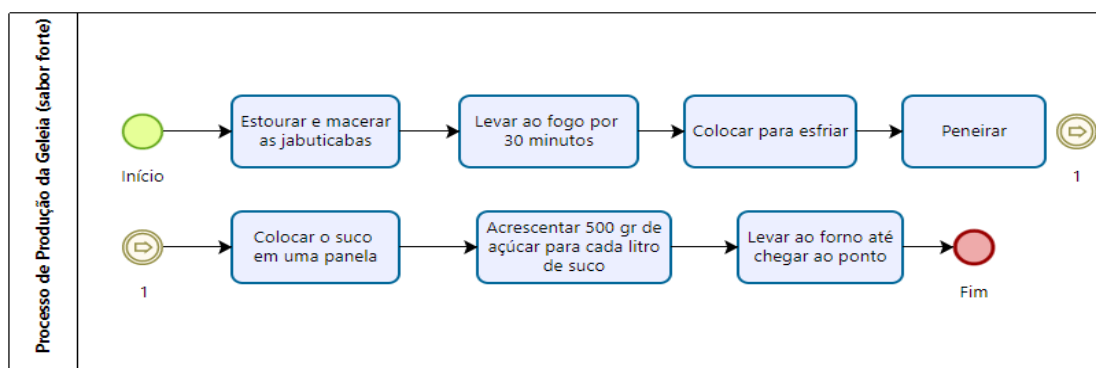 Processo de Produção da Geleia (sabor forte)
Início
Estourar e macerar
as jabuticabas
Levar ao fogo por
30 minutos
Colocar para esfriar
Peneirar
1
1
Colocar o suco
em uma panela
Acrescentar 500 gr de
açúcar para cada litro
de suco
Levar ao forno até
chegar ao ponto
Fim